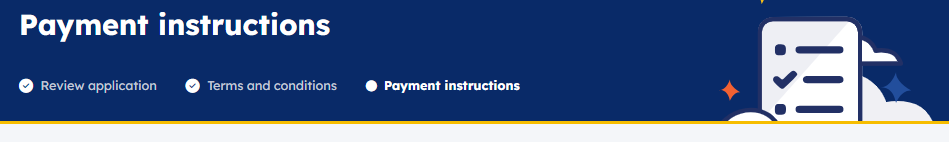 Payment instructions
Review application
Terms and conditions
Payment instructions